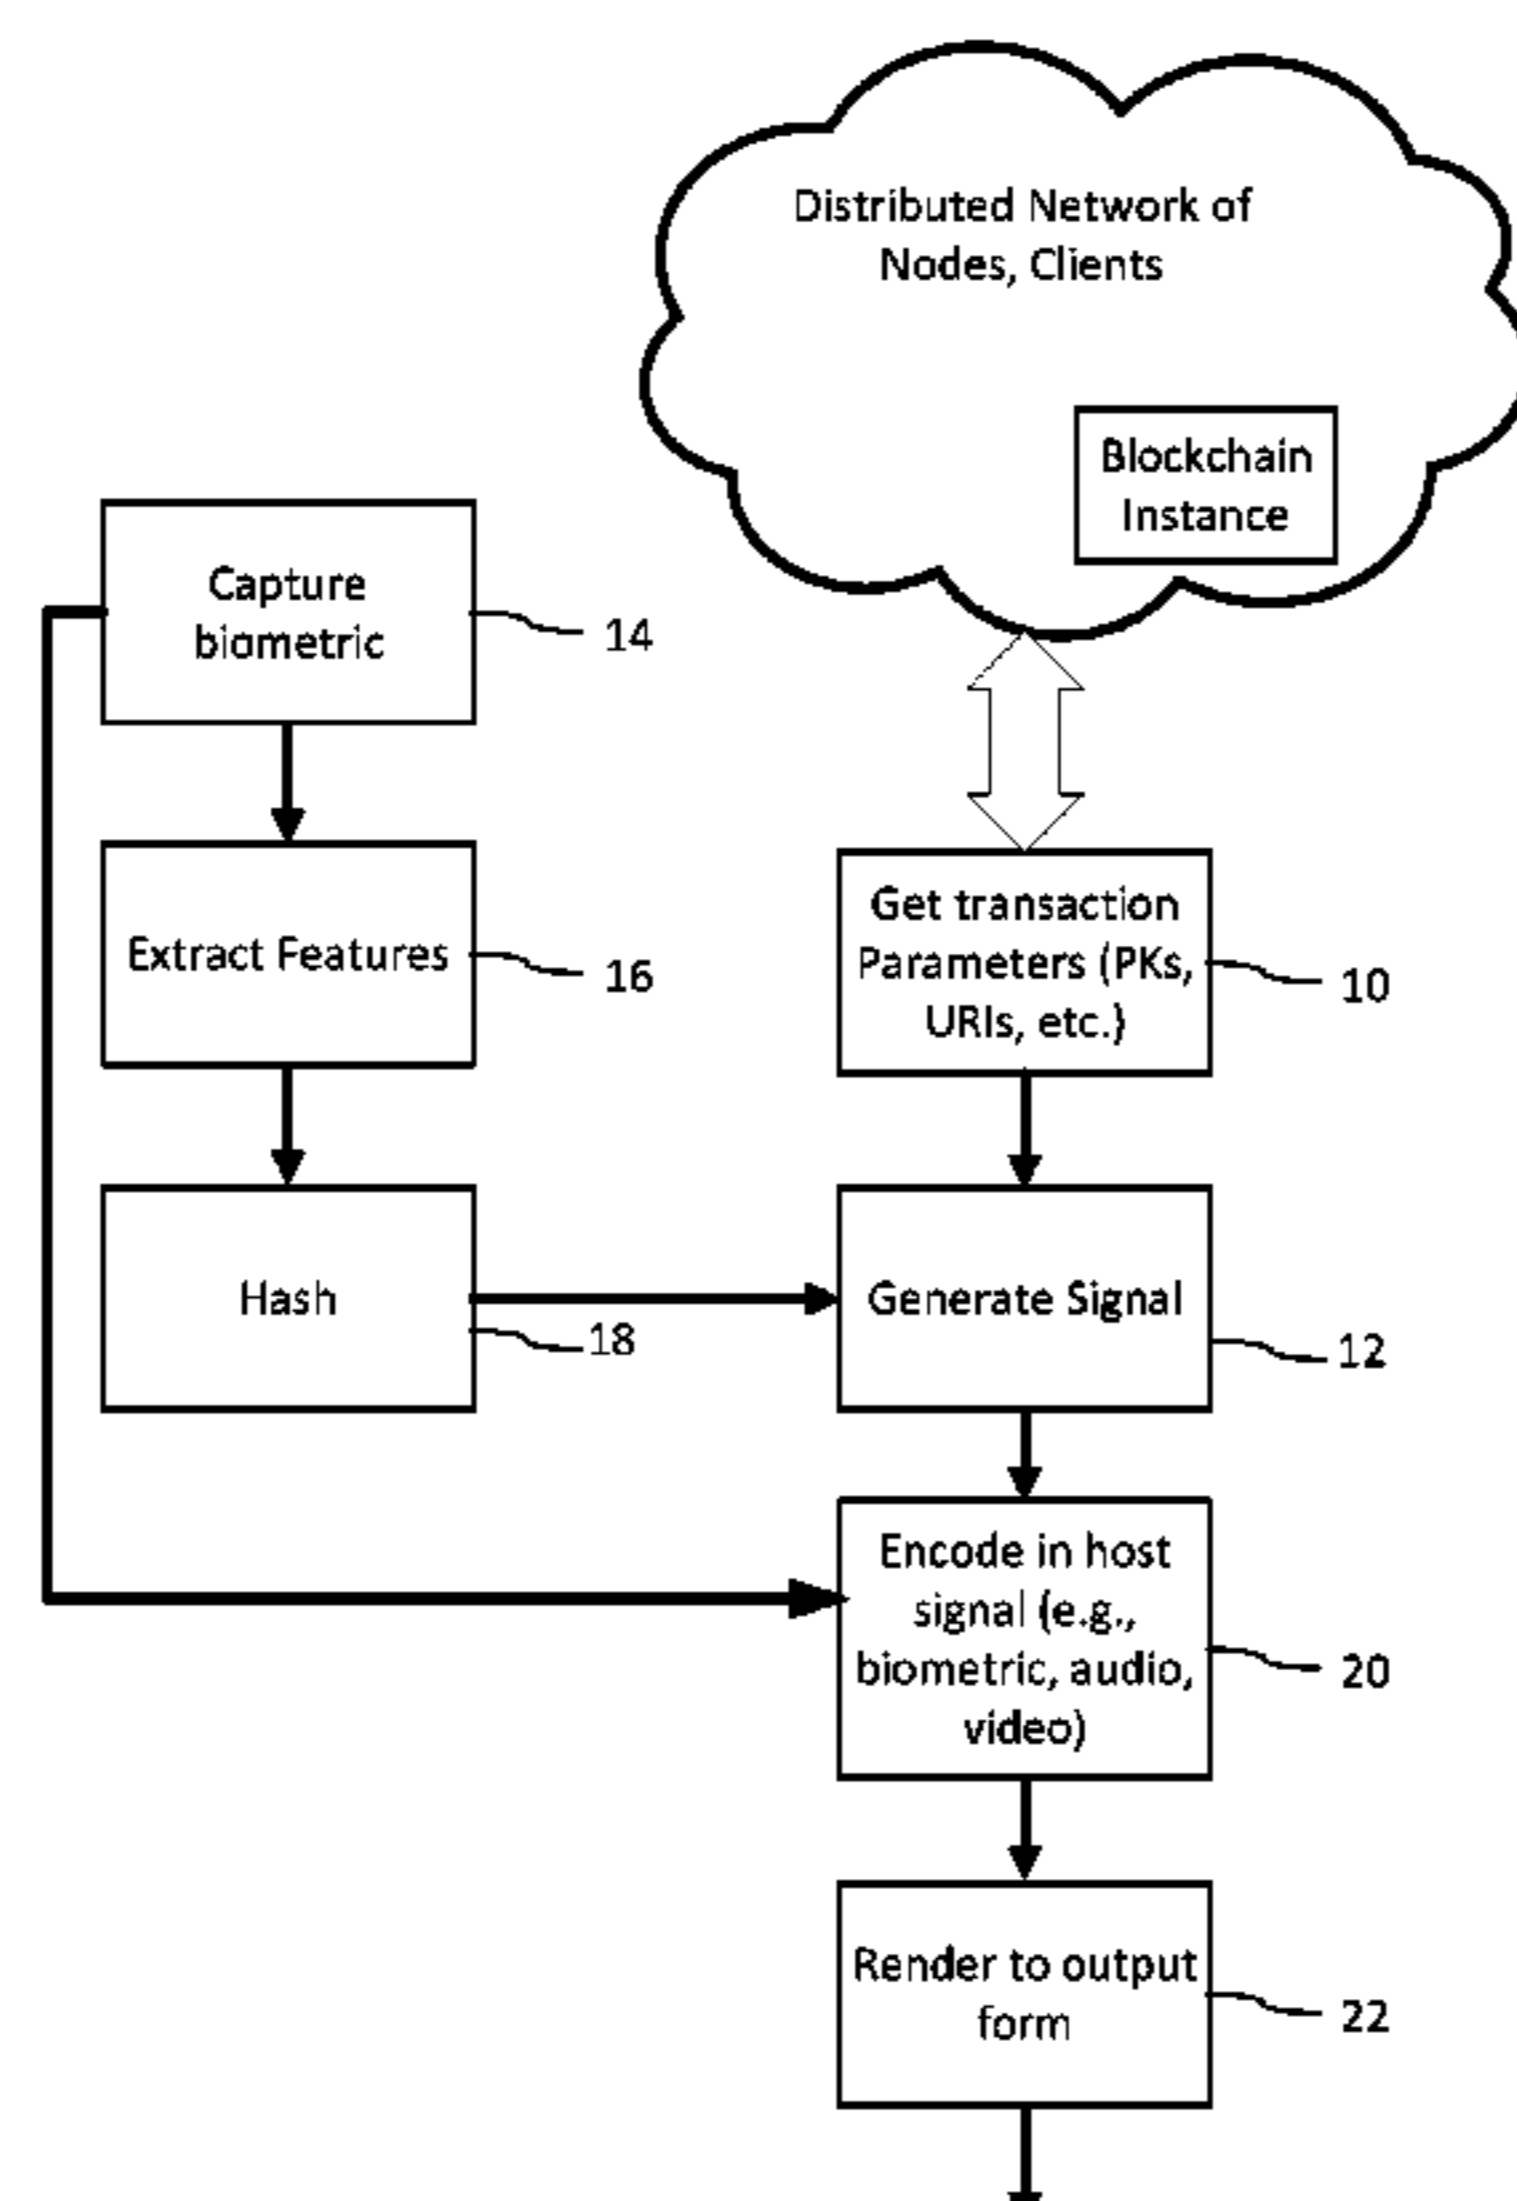 Distributed Network of
Nodes, Clients
Blockchain
Instance
Capture
biometric
14
Extract Features
16
Get transaction
Parameters (PKs,
URIs, etc.)
10
Hash
18
Generate Signal
12
Encode in host
signal (e.g.,
biometric, audio,
video)
20
Render to output
form
22